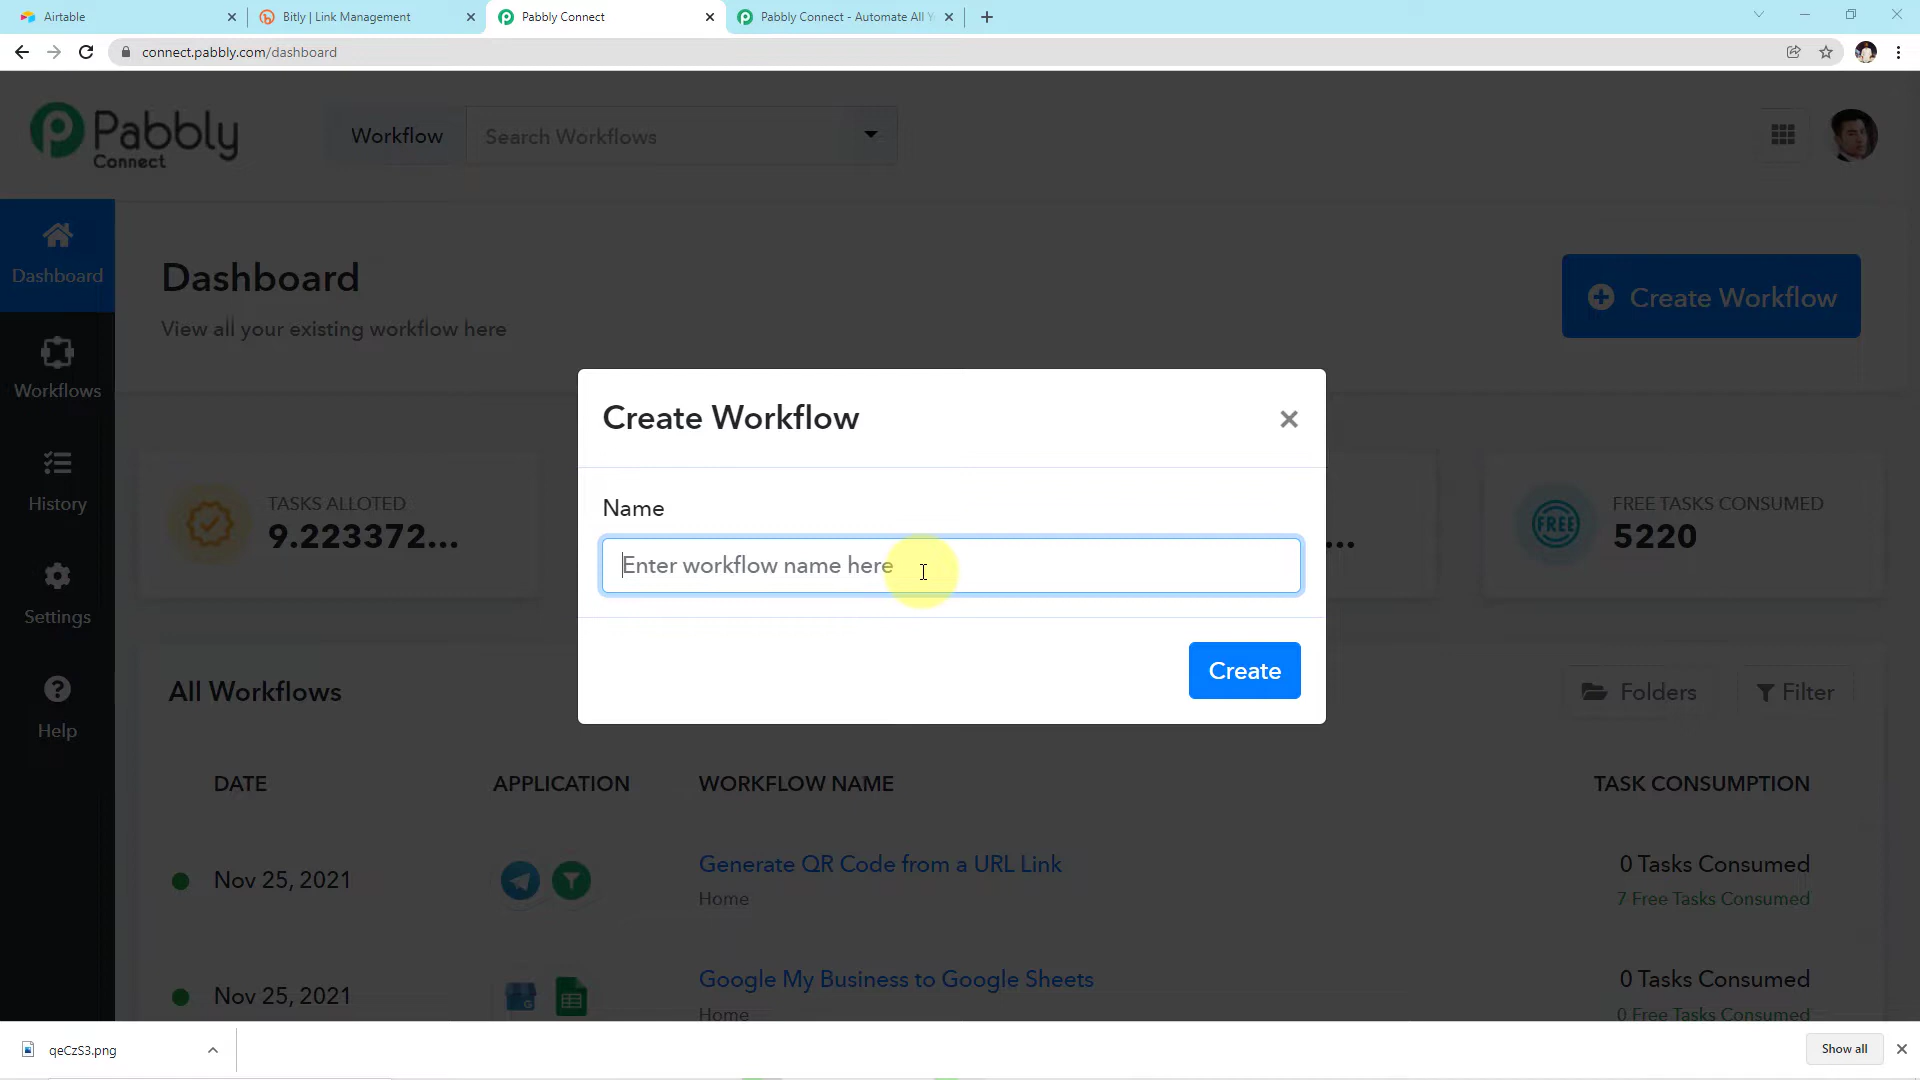 Airtable
Bitly | Link Management
Pabbly Connect
Pabbly Connect - Automate All Y
connect.pabbly.com/dashboard
Pabbly
Connect
Workflow
Search Workflows
Dashboard
Workflows
History
Settings
Help
Dashboard
View all your existing workflow here
Create Workflow
TASKS ALLOTED
9.223372...
...
FREE
FREE TASKS CONSUMED
5220
Create Workflow
Name
Enter workflow name here
Create
All Workflows
Folders
Filter
DATE
APPLICATION
WORKFLOW NAME
TASK CONSUMPTION
Nov 25, 2021
Generate QR Code from a URL Link
Home
0 Tasks Consumed
7 Free Tasks Consumed
Nov 25, 2021
Google My Business to Google Sheets
Home
0 Tasks Consumed
0 Free Tasks Consumed
qeCzS3.png
Show all